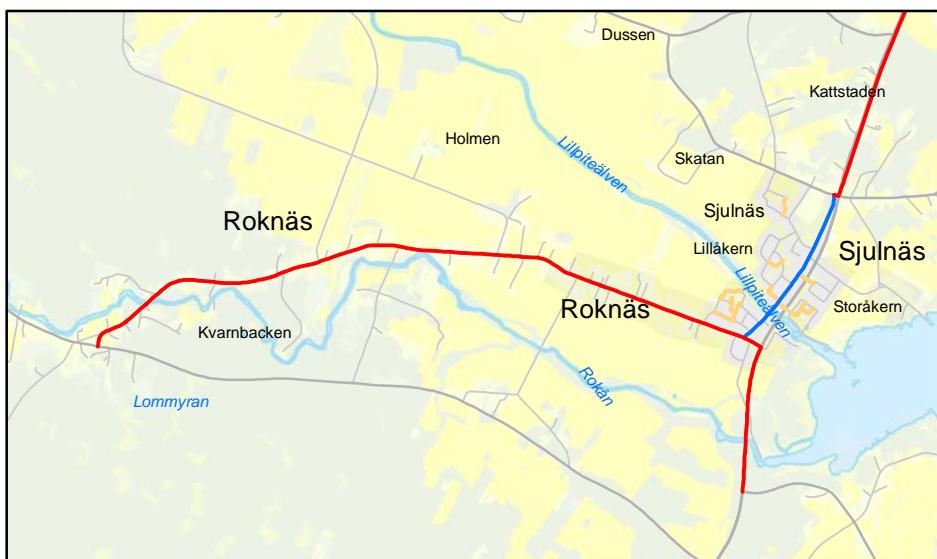 Dussen
Kattstaden
Holmen
Lillpiteälven
Skatan
Sjulnäs
Roknäs
Lillåkern
Sjulnäs
Lillpiteälven
Roknäs
Storåkern
Kvarnbacken
Rokån
Lommyran